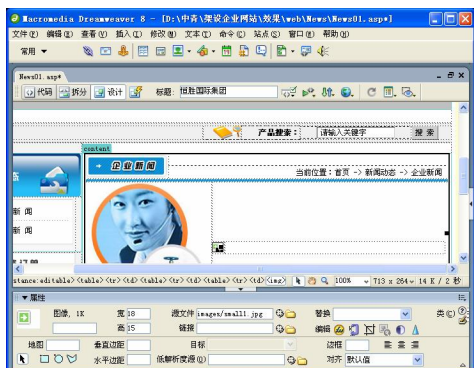 Macromedia Dreamweaver 8 - [D:\中青\架设企业网站\效果\web\News\News01.asp*]
文件(F) 编辑(E) 查看(V) 插入(I) 修改(M) 文本(T) 命令(C) 站点(S) 窗口(W) 帮助(H)
常用
News01.asp*
代码 拆分 设计 标题: 恒胜国际集团
产品搜索: 请输入关键字 搜 索
content
企业新闻
态
当前位置:首页 -> 新闻动态 -> 企业新闻
新 闻
新 闻
stance:editable> <table> <tr> <td> <table> <tr> <td> <table> <tr> <td> <img> 100% 713 x 264 14 K / 2 秒
属性
图像, 1K 宽 18 源文件 images/small1.jpg 替换 类(C)
高 15 链接 编辑
地图 垂直边距 目标 边框
水平边距 低解析度源(O) 对齐 默认值